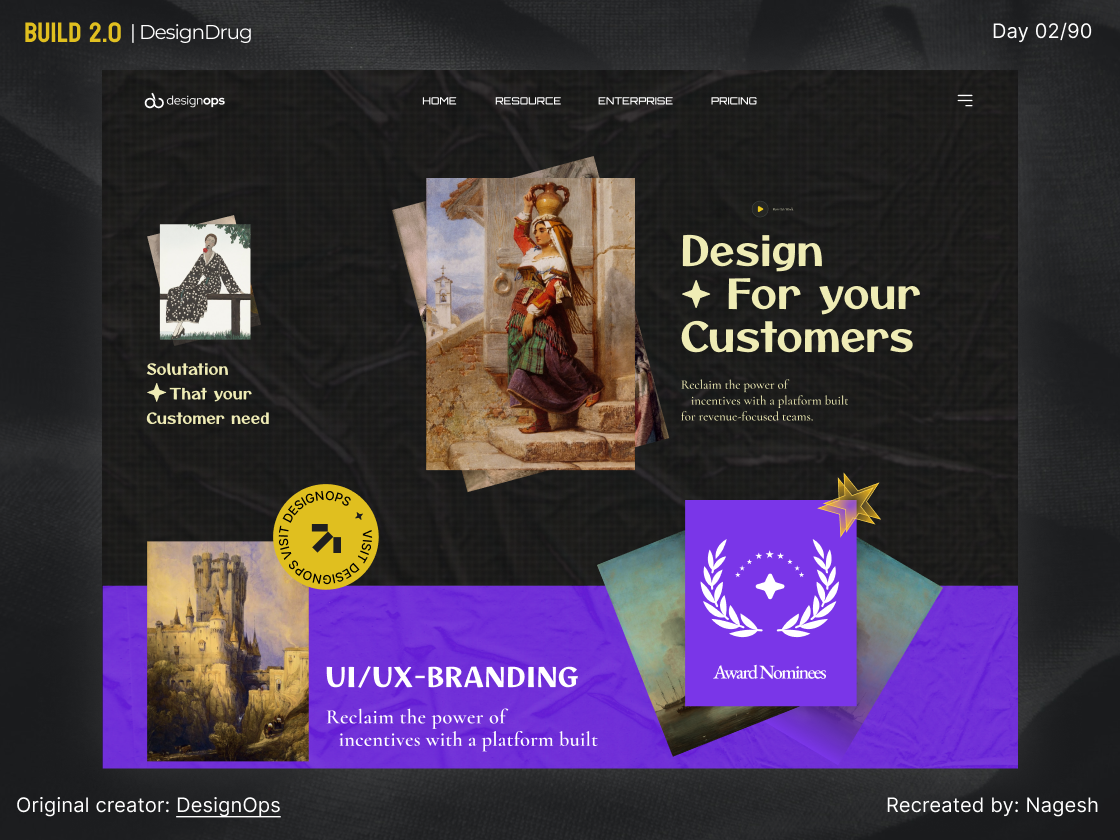 BUILD 2.0 | DesignDrug
Day 02/90
designops
HOME
RESOURCE
ENTERPRISE
PRICING
Design
For your
Customers
Reclaim the power of
incentives with a platform built
for revenue-focused teams.
Solutation
That your
Customer need
VISIT DESIGNOPS
VISIT DESIGNOPS
UI/UX-BRANDING
Reclaim the power of
incentives with a platform built
Award Nominees
Original creator: DesignOps
Recreated by: Nagesh